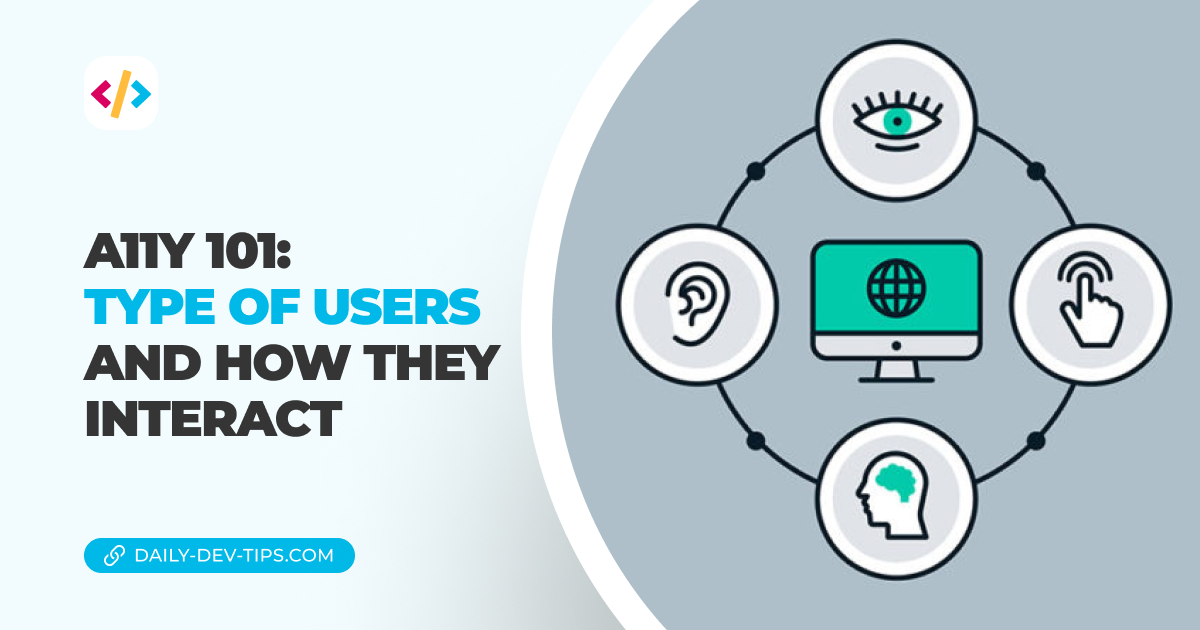 A11Y 101:
TYPE OF USERS
AND HOW THEY
INTERACT
DAILY-DEV-TIPS.COM